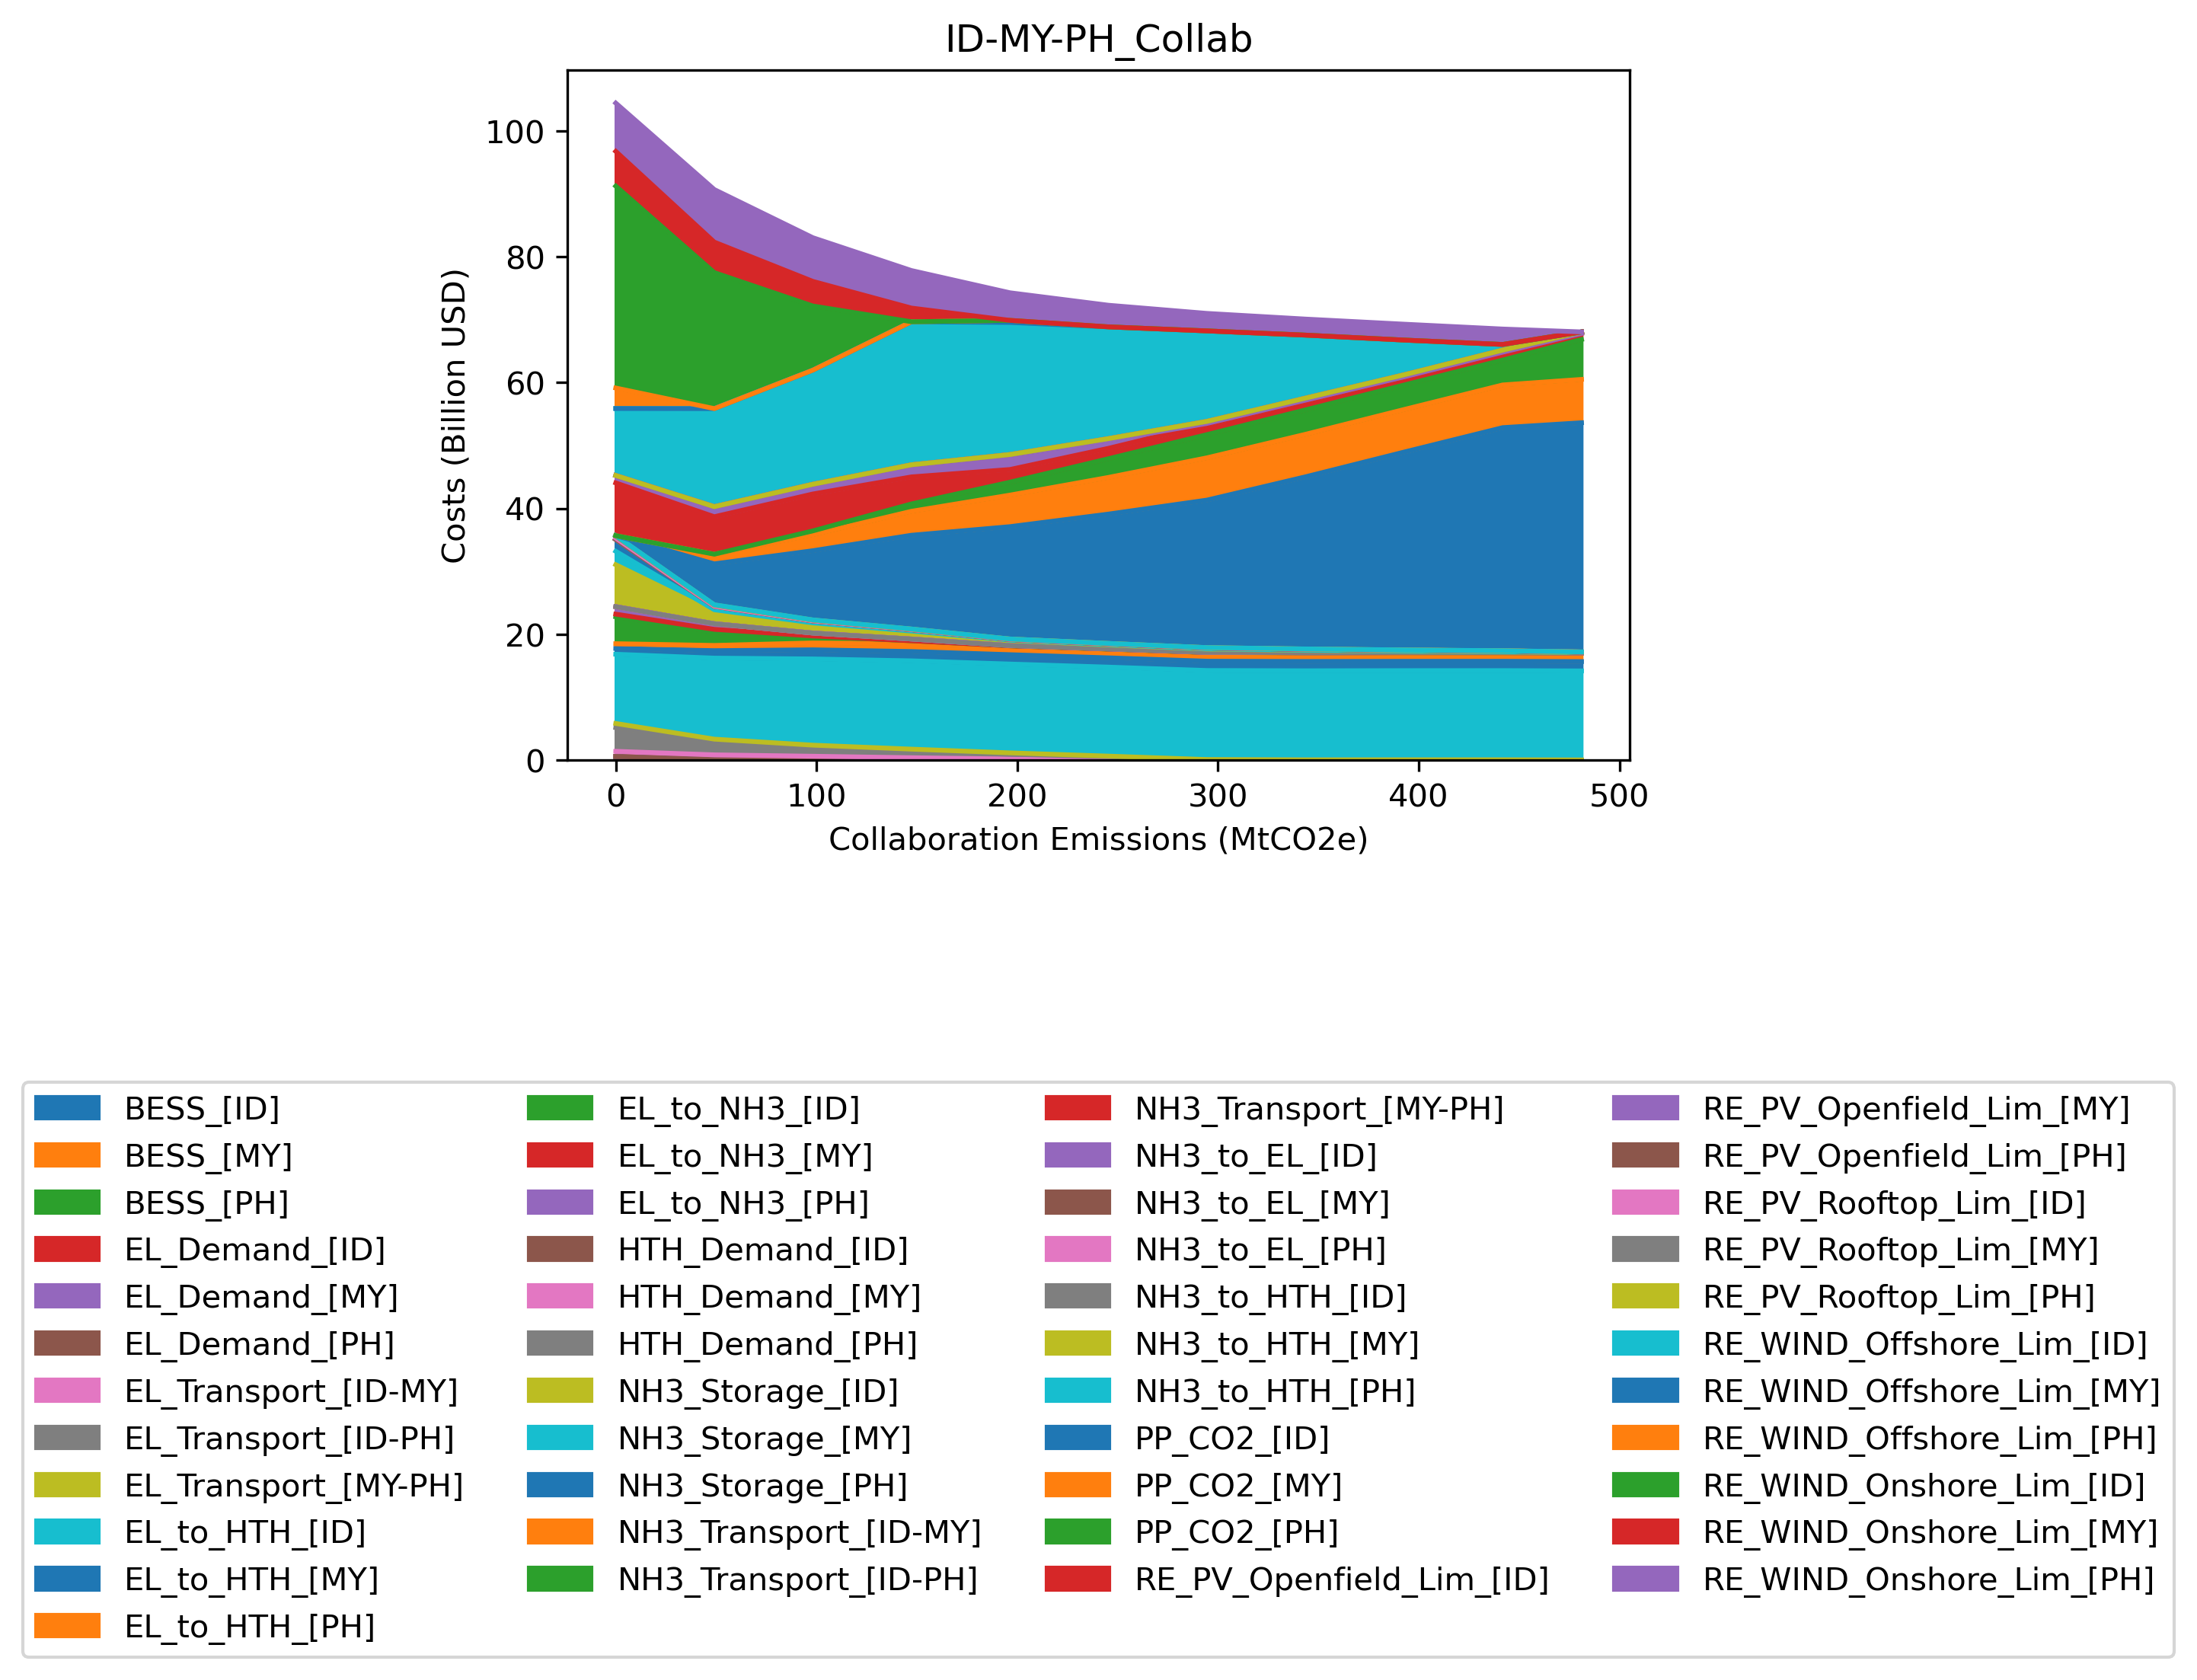 ID-MY-PH_Collab
100
80
60
40
20
0
Costs (Billion USD)
0 100 200 300 400 500
Collaboration Emissions (MtCO2e)
BESS_[ID]
BESS_[MY]
BESS_[PH]
EL_Demand_[ID]
EL_Demand_[MY]
EL_Demand_[PH]
EL_Transport_[ID-MY]
EL_Transport_[ID-PH]
EL_Transport_[MY-PH]
EL_to_HTH_[ID]
EL_to_HTH_[MY]
EL_to_HTH_[PH]
EL_to_NH3_[ID]
EL_to_NH3_[MY]
EL_to_NH3_[PH]
HTH_Demand_[ID]
HTH_Demand_[MY]
HTH_Demand_[PH]
NH3_Storage_[ID]
NH3_Storage_[MY]
NH3_Storage_[PH]
NH3_Transport_[ID-MY]
NH3_Transport_[ID-PH]
NH3_Transport_[MY-PH]
NH3_to_EL_[ID]
NH3_to_EL_[MY]
NH3_to_EL_[PH]
NH3_to_HTH_[ID]
NH3_to_HTH_[MY]
NH3_to_HTH_[PH]
PP_CO2_[ID]
PP_CO2_[MY]
PP_CO2_[PH]
RE_PV_Openfield_Lim_[ID]
RE_PV_Openfield_Lim_[MY]
RE_PV_Openfield_Lim_[PH]
RE_PV_Rooftop_Lim_[ID]
RE_PV_Rooftop_Lim_[MY]
RE_PV_Rooftop_Lim_[PH]
RE_WIND_Offshore_Lim_[ID]
RE_WIND_Offshore_Lim_[MY]
RE_WIND_Offshore_Lim_[PH]
RE_WIND_Onshore_Lim_[ID]
RE_WIND_Onshore_Lim_[MY]
RE_WIND_Onshore_Lim_[PH]